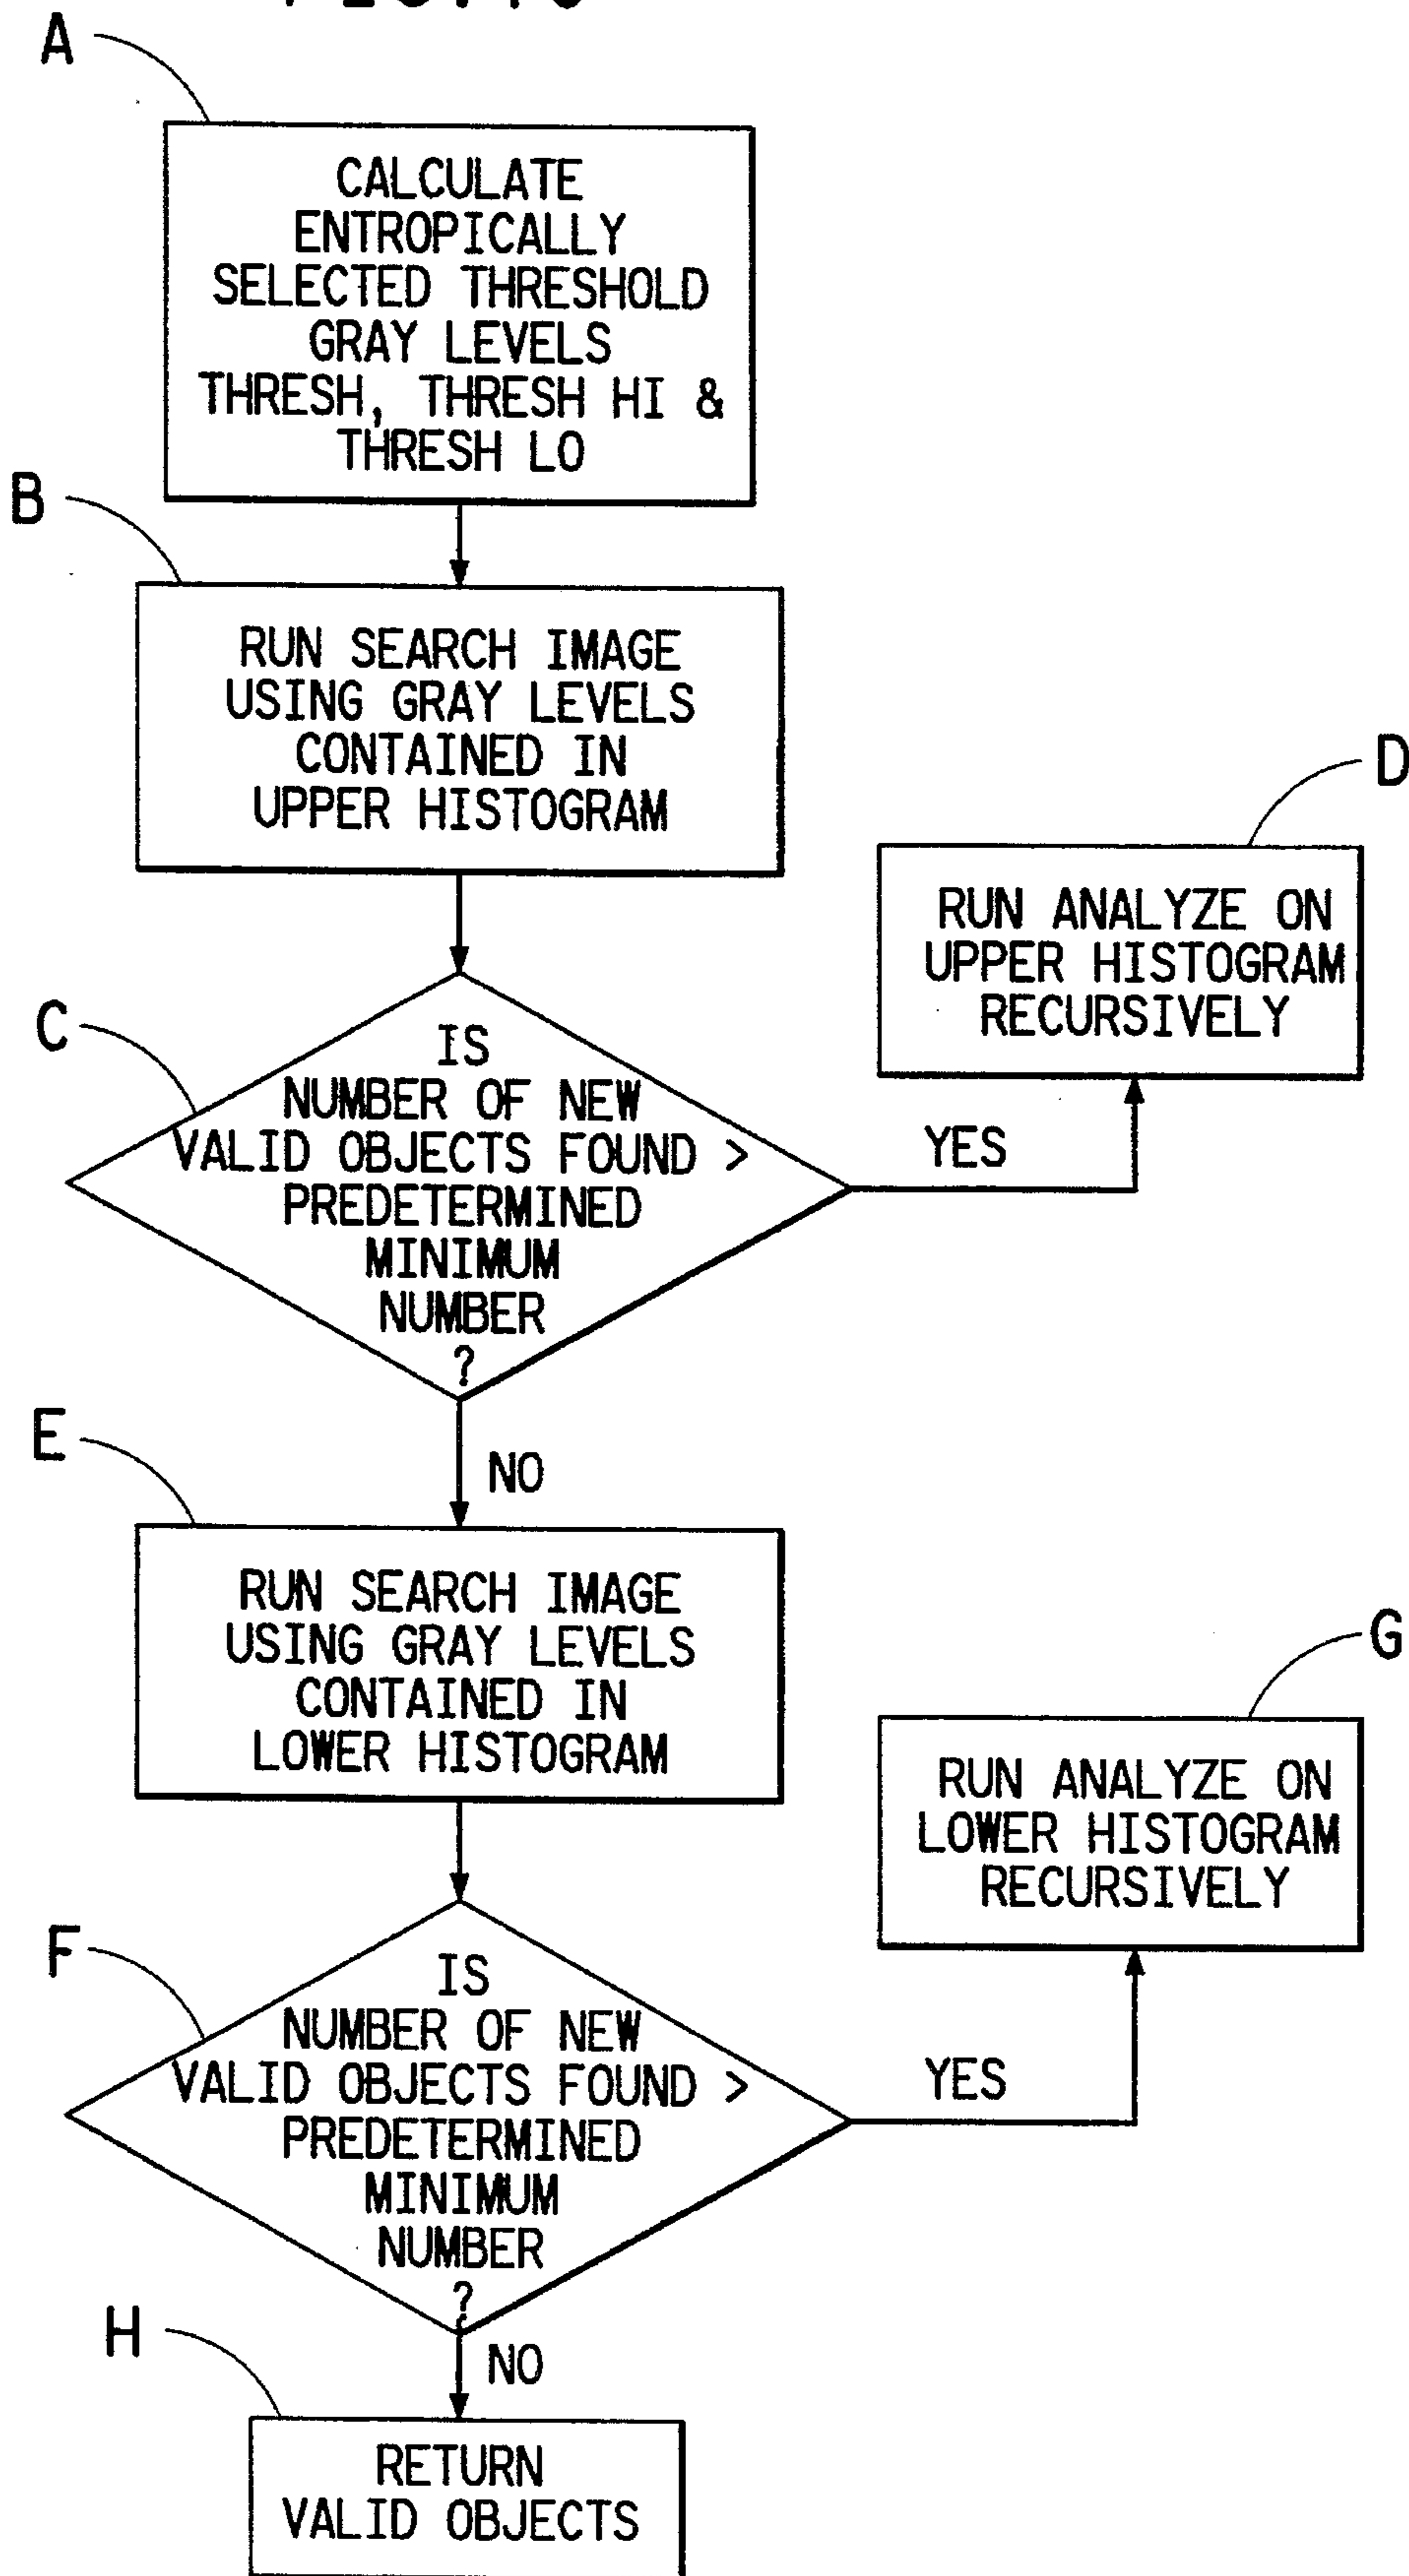 A
CALCULATE
ENTROPICALLY
SELECTED THRESHOLD
GRAY LEVELS
THRESH, THRESH HI &
THRESH LO
B
RUN SEARCH IMAGE
USING GRAY LEVELS
CONTAINED IN
UPPER HISTOGRAM
D
RUN ANALYZE ON
UPPER HISTOGRAM
RECURSIVELY
C
IS
NUMBER OF NEW
VALID OBJECTS FOUND >
PREDETERMINED
MINIMUM
NUMBER
?
YES
NO
E
RUN SEARCH IMAGE
USING GRAY LEVELS
CONTAINED IN
LOWER HISTOGRAM
G
RUN ANALYZE ON
LOWER HISTOGRAM
RECURSIVELY
F
IS
NUMBER OF NEW
VALID OBJECTS FOUND >
PREDETERMINED
MINIMUM
NUMBER
?
YES
NO
H
RETURN
VALID OBJECTS